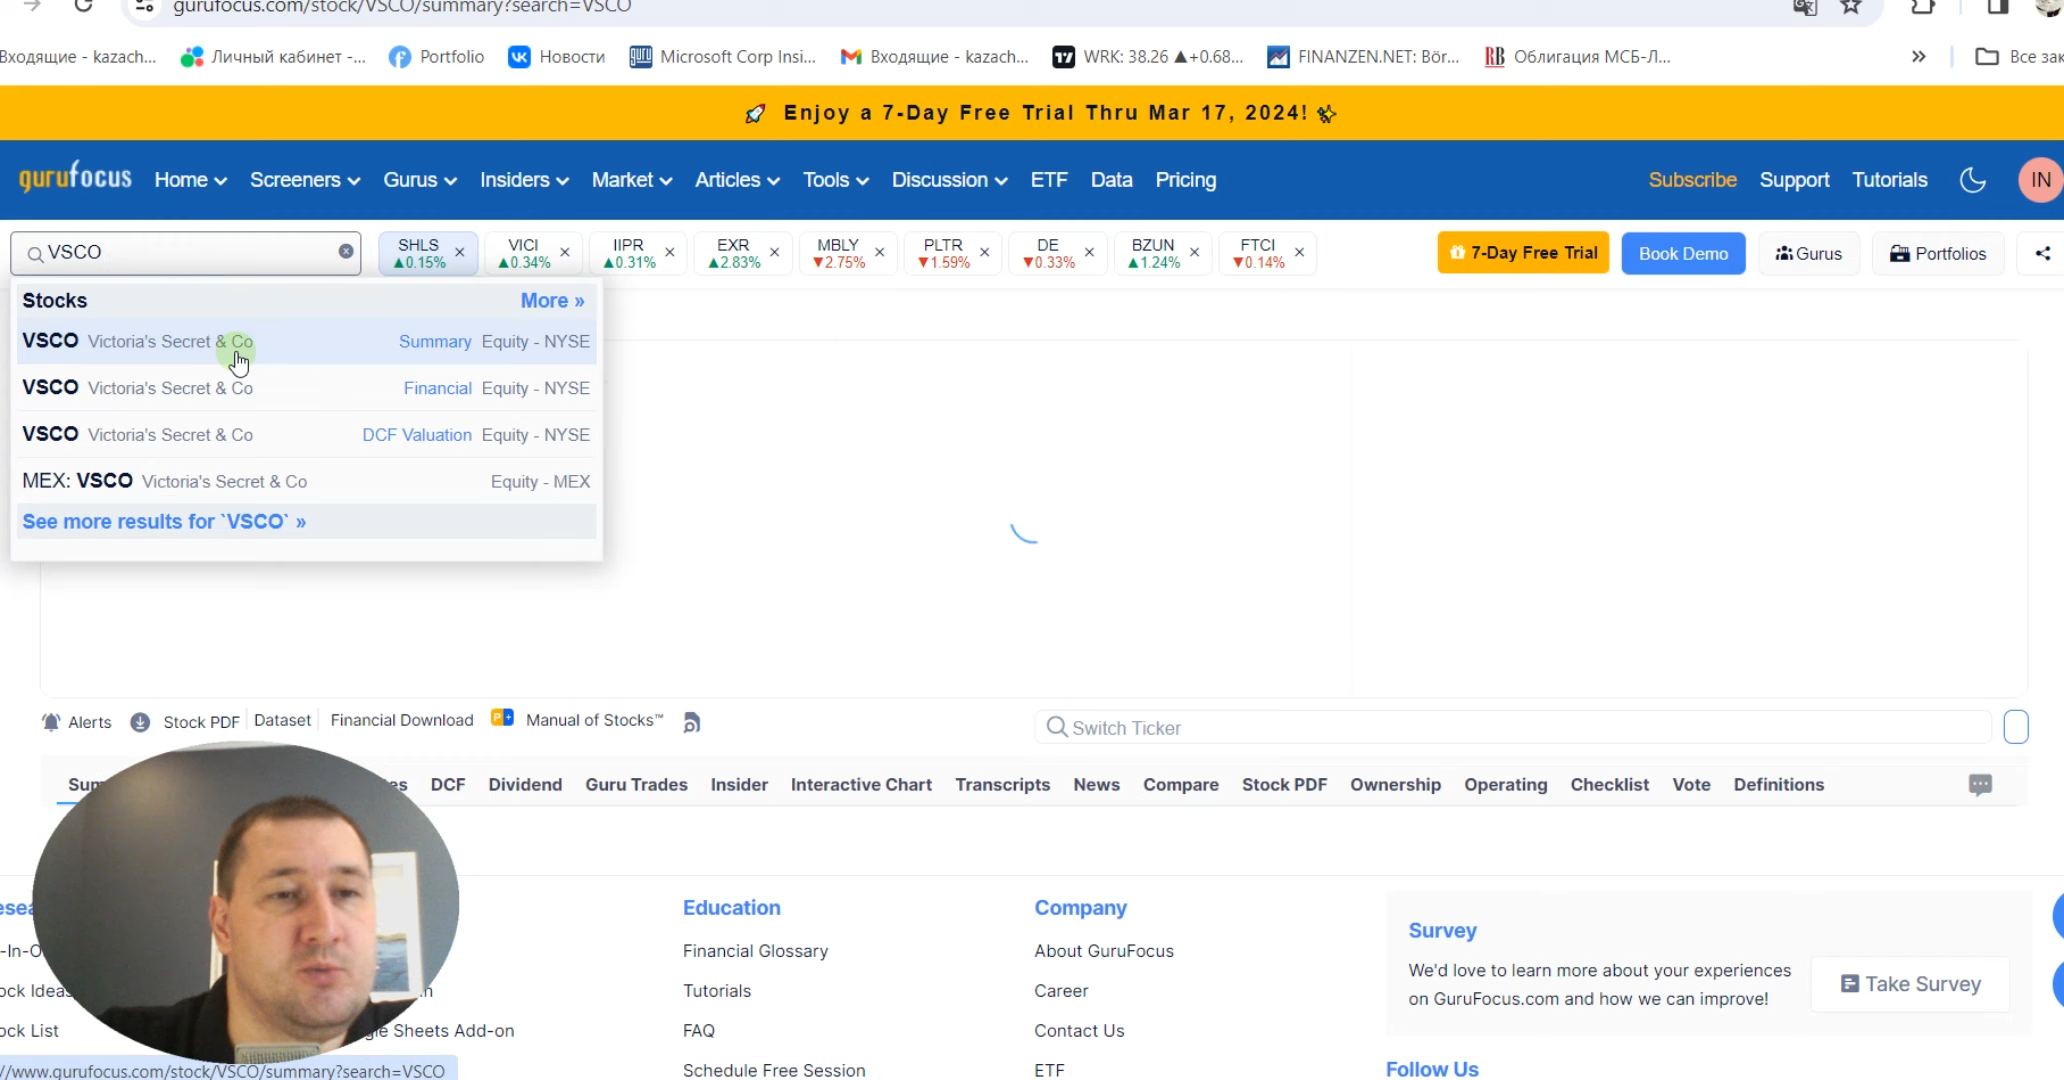 gurufocus.com/stock/VSCO/summary?search=VSCO
Входящие - kazach...
Личный кабинет -...
Portfolio
Новости
Microsoft Corp Insi...
Входящие - kazach...
WRK: 38.26 ▲+0.68...
FINANZEN.NET: Bör...
Облигация МСБ-Л...
»
Все зак
Enjoy a 7-Day Free Trial Thru Mar 17, 2024!
gurufocus Home Screeners Gurus Insiders Market Articles Tools Discussion ETF Data Pricing
Subscribe Support Tutorials IN
VSCO
SHLS ▲0.15%
VICI ▲0.34%
IIPR ▲0.31%
EXR ▲2.83%
MBLY ▼2.75%
PLTR ▼1.59%
DE ▼0.33%
BZUN ▲1.24%
FTCI ▼0.14%
7-Day Free Trial
Book Demo
Gurus
Portfolios
Stocks More »
VSCO Victoria's Secret & Co Summary Equity - NYSE
VSCO Victoria's Secret & Co Financial Equity - NYSE
VSCO Victoria's Secret & Co DCF Valuation Equity - NYSE
MEX: VSCO Victoria's Secret & Co Equity - MEX
See more results for `VSCO` »
Alerts Stock PDF Dataset Financial Download P+ Manual of Stocks™
Switch Ticker
Sum es DCF Dividend Guru Trades Insider Interactive Chart Transcripts News Compare Stock PDF Ownership Operating Checklist Vote Definitions
esea
-In-O
ock Ideas
ock List
n
le Sheets Add-on
Education
Financial Glossary
Tutorials
FAQ
Schedule Free Session
Company
About GuruFocus
Career
Contact Us
ETF
Survey
We'd love to learn more about your experiences
on GuruFocus.com and how we can improve!
Take Survey
Follow Us
//www.gurufocus.com/stock/VSCO/summary?search=VSCO